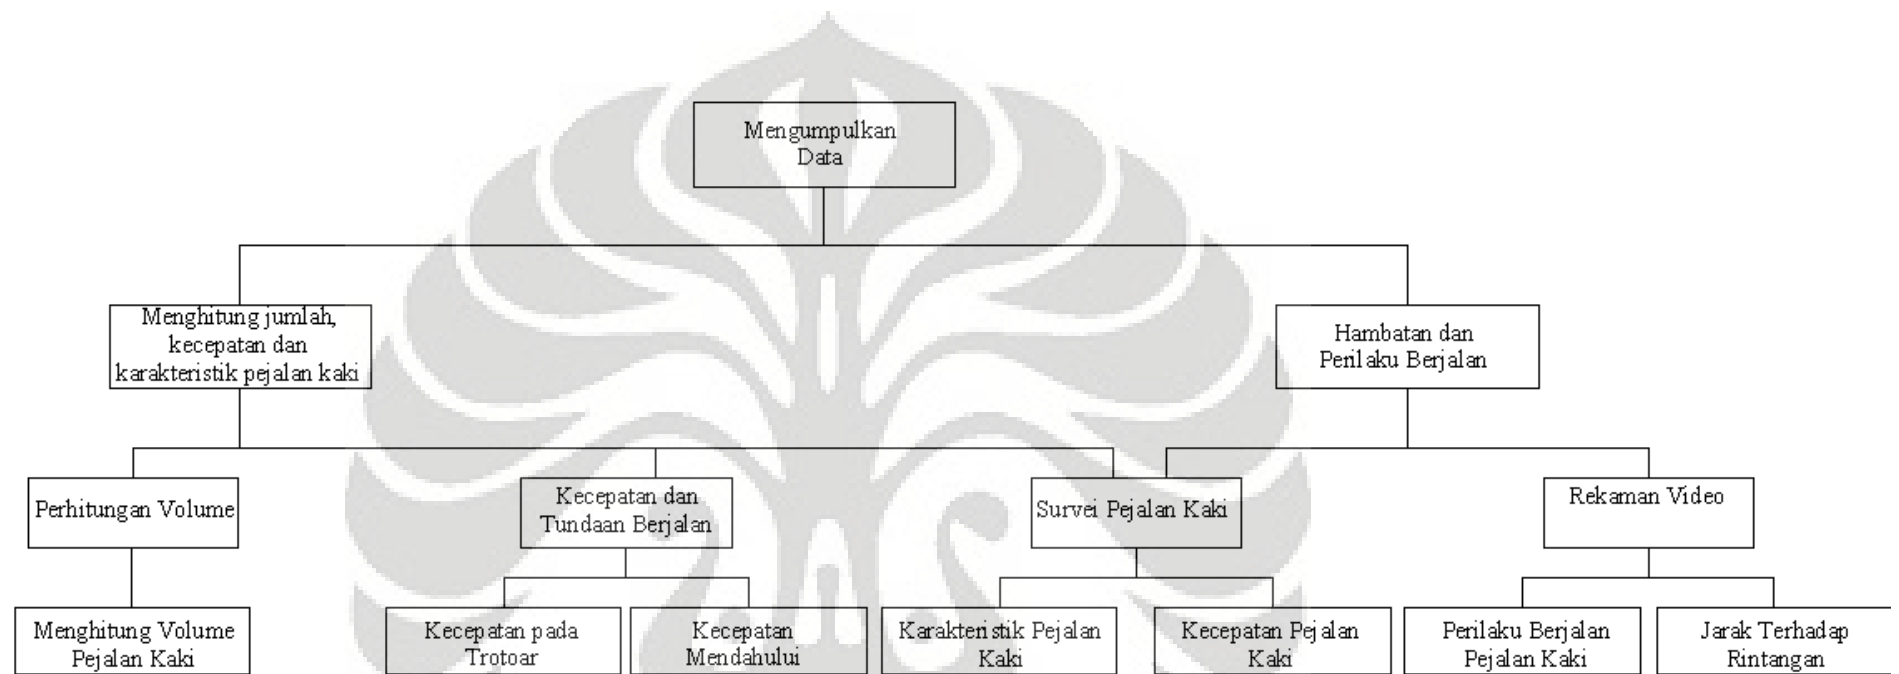 Mengumpulkan
Data
Menghitung jumlah,
kecepatan dan
karakteristik pejalan kaki
Hambatan dan
Perilaku Berjalan
Perhitungan Volume
Kecepatan dan
Tundaan Berjalan
Survei Pejalan Kaki
Rekaman Video
Menghitung Volume
Pejalan Kaki
Kecepatan pada
Trotoar
Kecepatan
Mendahului
Karakteristik Pejalan
Kaki
Kecepatan Pejalan
Kaki
Perilaku Berjalan
Pejalan Kaki
Jarak Terhadap
Rintangan